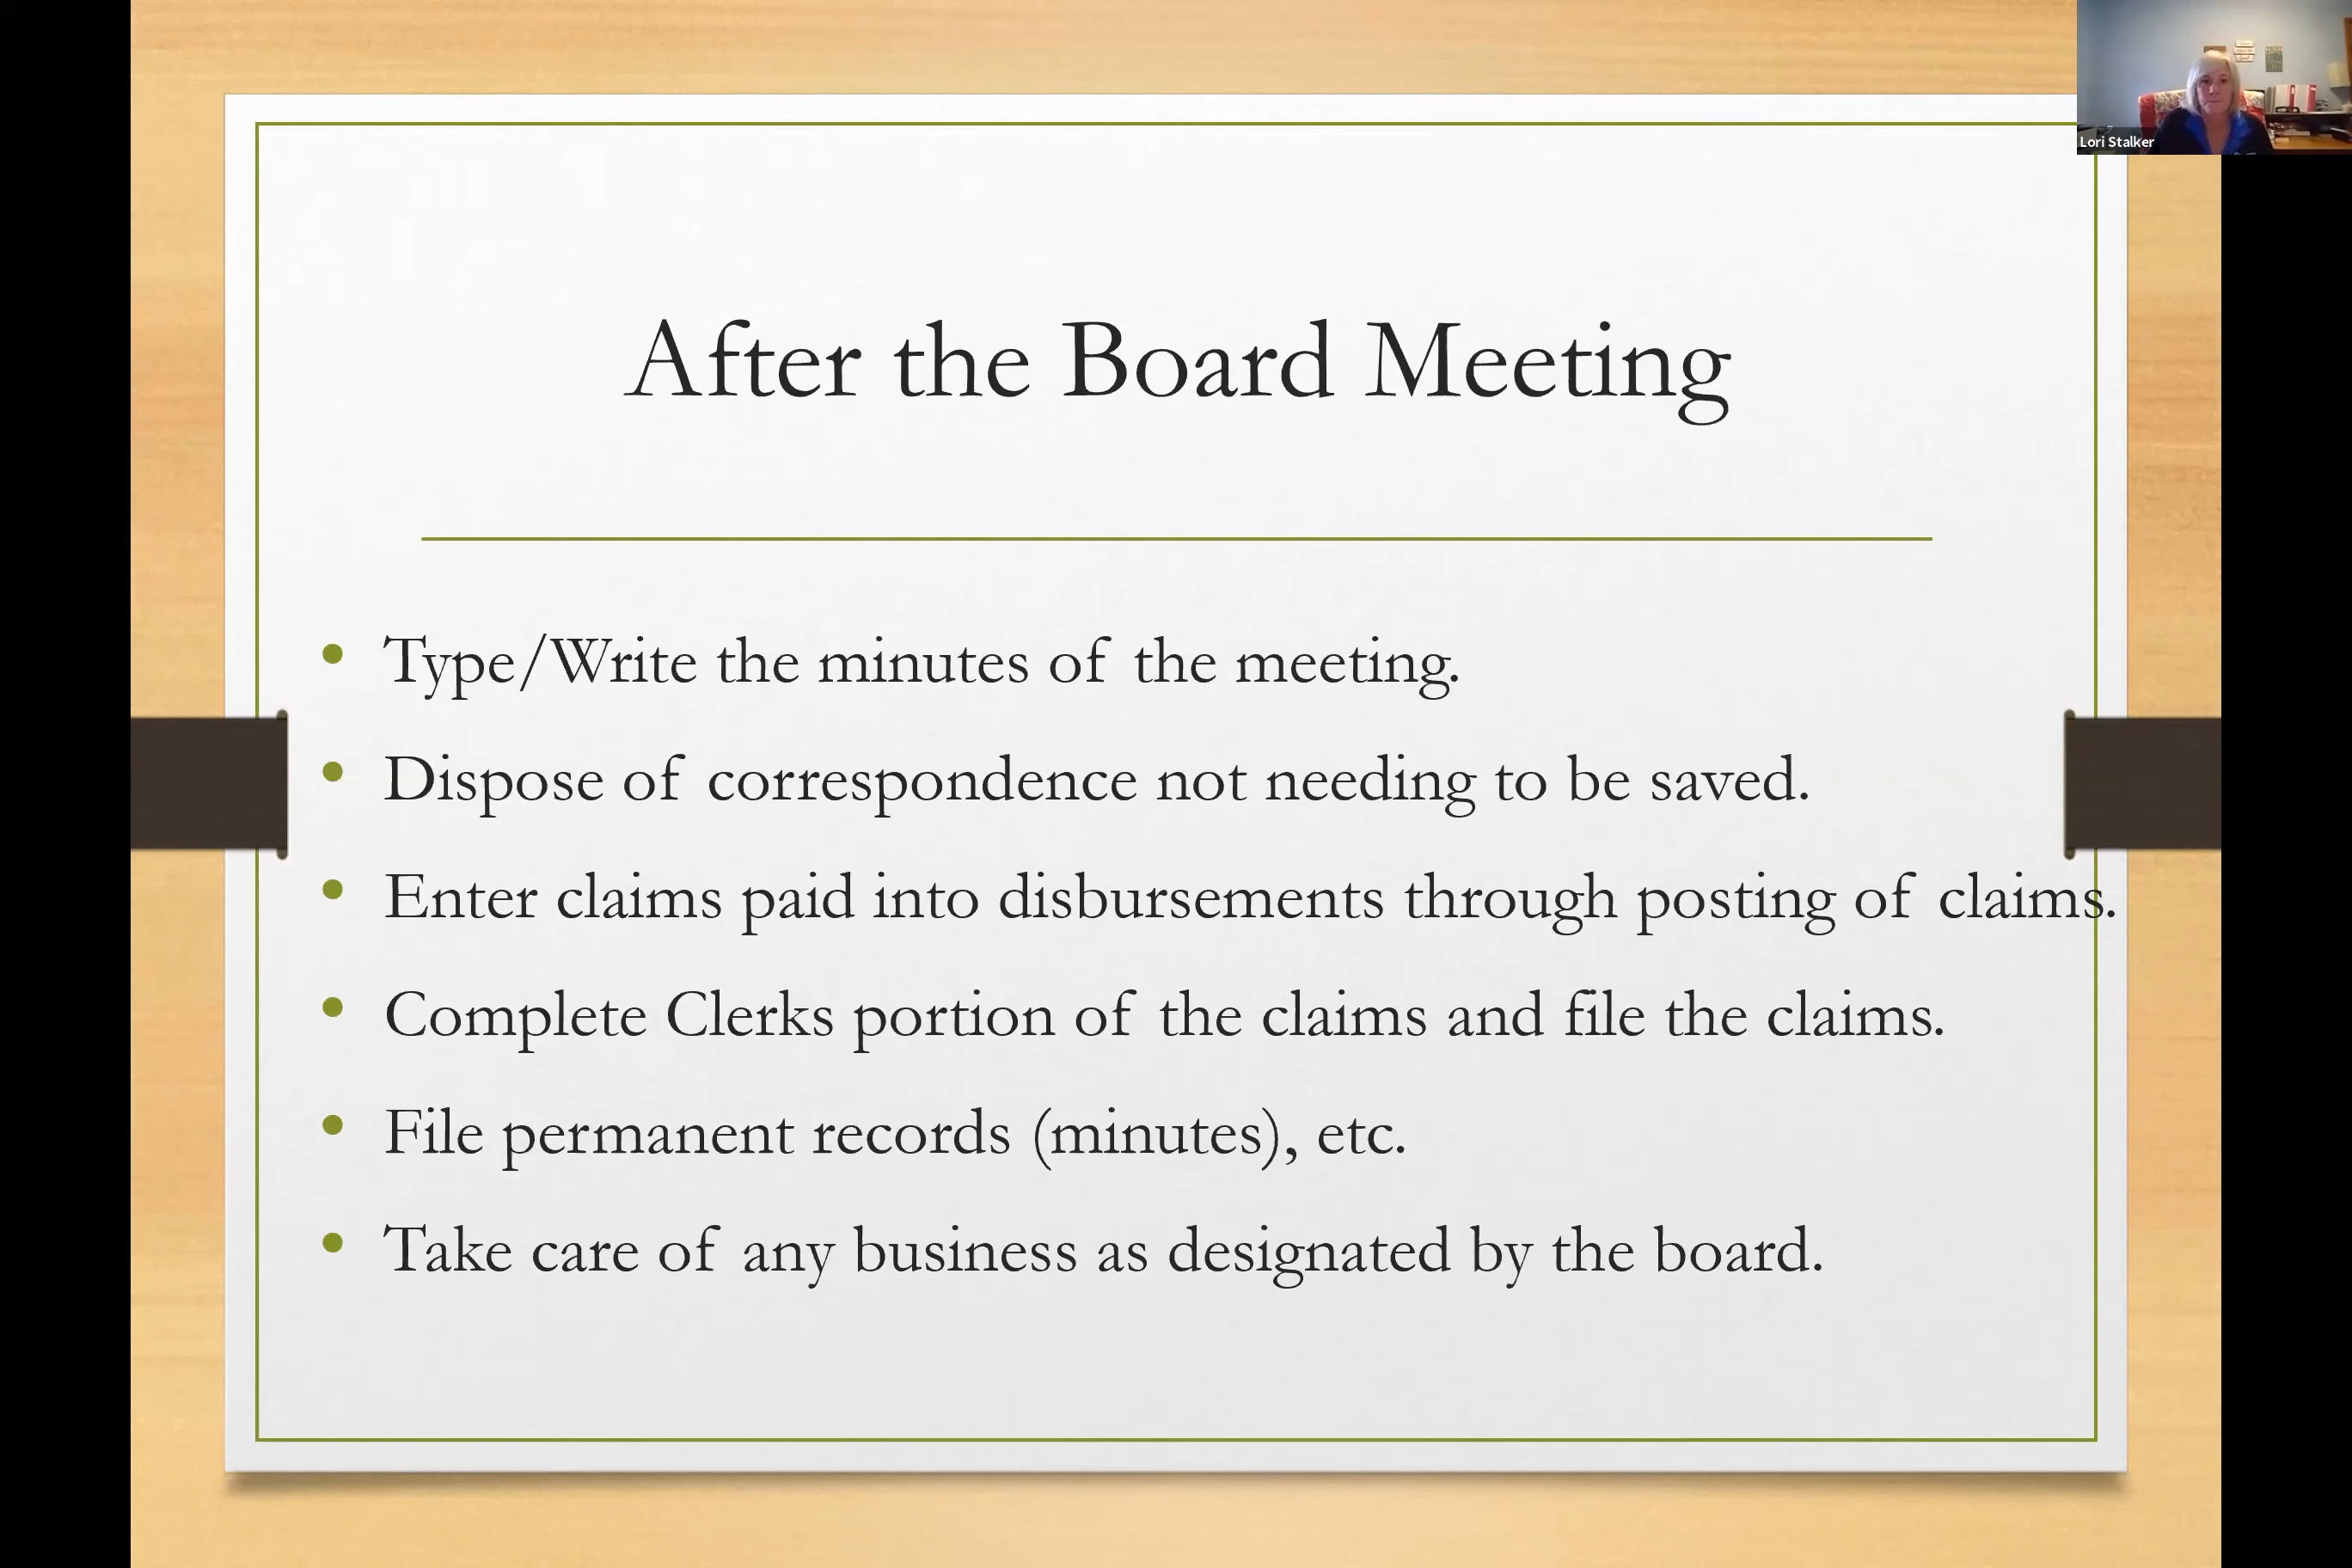 Lori Stalker
After the Board Meeting
• Type/Write the minutes of the meeting.
• Dispose of correspondence not needing to be saved.
• Enter claims paid into disbursements through posting of claims.
• Complete Clerks portion of the claims and file the claims.
• File permanent records (minutes), etc.
• Take care of any business as designated by the board.